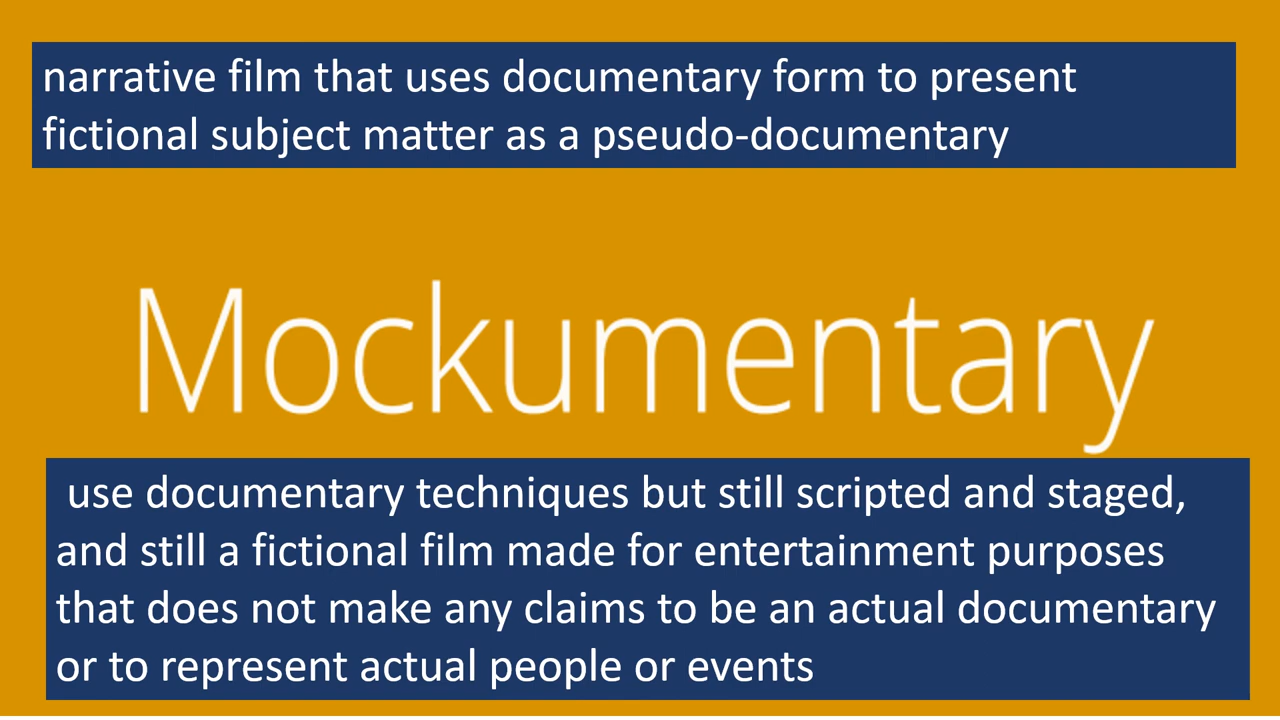 narrative film that uses documentary form to present
fictional subject matter as a pseudo-documentary
Mockumentary
use documentary techniques but still scripted and staged,
and still a fictional film made for entertainment purposes
that does not make any claims to be an actual documentary
or to represent actual people or events